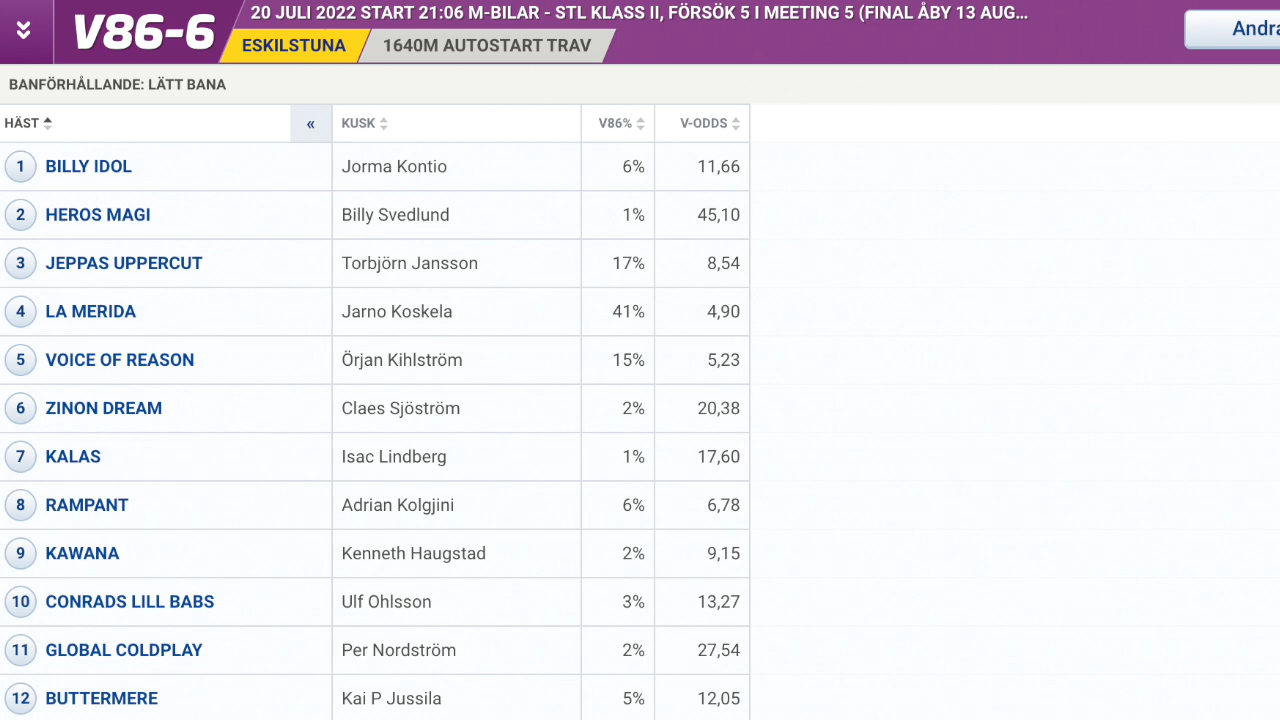 V86-6
20 JULI 2022 START 21:06 M-BILAR - STL KLASS II, FÖRSÖK 5 I MEETING 5 (FINAL ÅBY 13 AUG...
ESKILSTUNA 1640M AUTOSTART TRAV
Andra
BANFÖRHÅLLANDE: LÄTT BANA
HÄST « KUSK V86% V-ODDS
1 BILLY IDOL Jorma Kontio 6% 11,66
2 HEROS MAGI Billy Svedlund 1% 45,10
3 JEPPAS UPPERCUT Torbjörn Jansson 17% 8,54
4 LA MERIDA Jarno Koskela 41% 4,90
5 VOICE OF REASON Örjan Kihlström 15% 5,23
6 ZINON DREAM Claes Sjöström 2% 20,38
7 KALAS Isac Lindberg 1% 17,60
8 RAMPANT Adrian Kolgjini 6% 6,78
9 KAWANA Kenneth Haugstad 2% 9,15
10 CONRADS LILL BABS Ulf Ohlsson 3% 13,27
11 GLOBAL COLDPLAY Per Nordström 2% 27,54
12 BUTTERMERE Kai P Jussila 5% 12,05